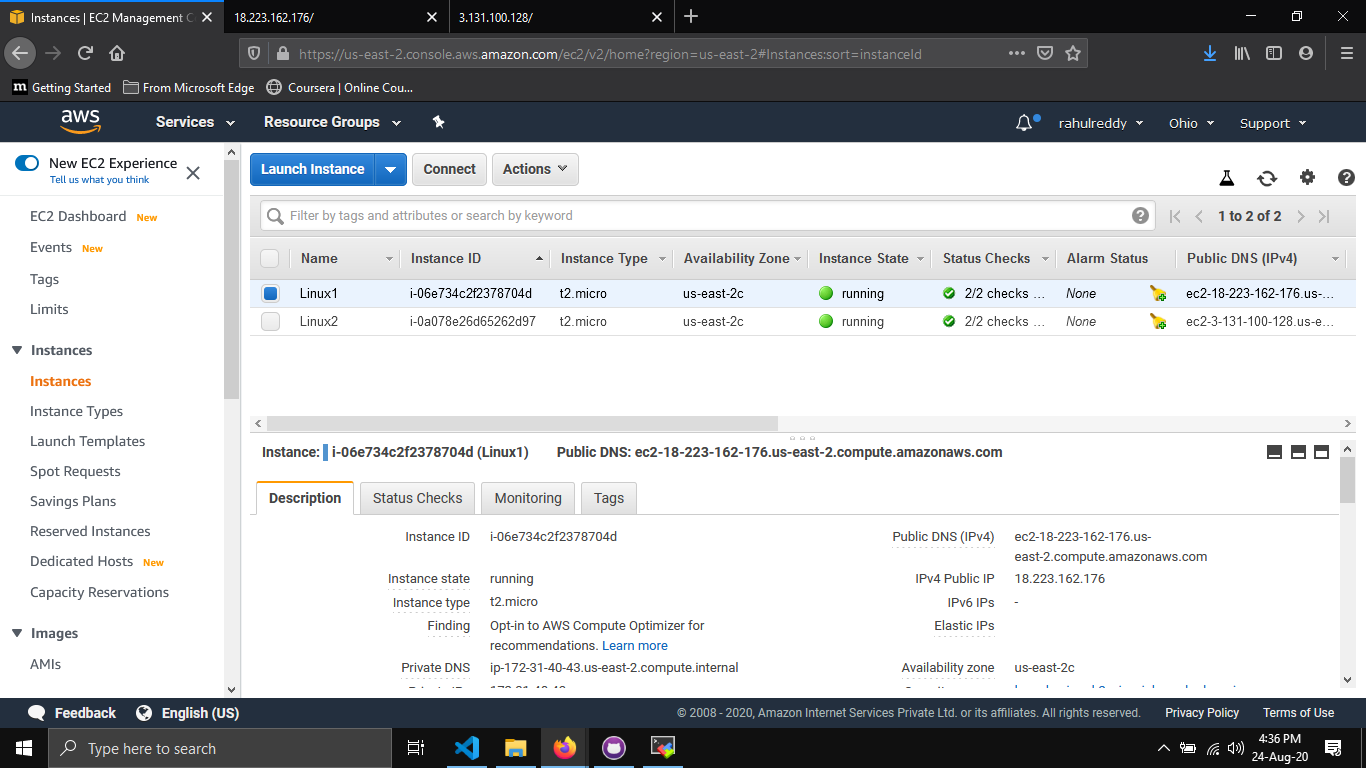 Instances | EC2 Management C
18.223.162.176/
3.131.100.128/
https://us-east-2.console.aws.amazon.com/ec2/v2/home?region=us-east-2#Instances:sort=instanceId
m Getting Started From Microsoft Edge Coursera | Online Cou...
aws Services Resource Groups rahulreddy Ohio Support
New EC2 Experience
Tell us what you think
EC2 Dashboard New
Events New
Tags
Limits
Instances
Instances
Instance Types
Launch Templates
Spot Requests
Savings Plans
Reserved Instances
Dedicated Hosts New
Capacity Reservations
Images
AMIs
Launch Instance Connect Actions
Filter by tags and attributes or search by keyword
1 to 2 of 2
Name Instance ID Instance Type Availability Zone Instance State Status Checks Alarm Status Public DNS (IPv4)
Linux1 i-06e734c2f2378704d t2.micro us-east-2c running 2/2 checks ... None ec2-18-223-162-176.us-...
Linux2 i-0a078e26d65262d97 t2.micro us-east-2c running 2/2 checks ... None ec2-3-131-100-128.us-e...
Instance: i-06e734c2f2378704d (Linux1) Public DNS: ec2-18-223-162-176.us-east-2.compute.amazonaws.com
Description Status Checks Monitoring Tags
Instance ID i-06e734c2f2378704d
Public DNS (IPv4) ec2-18-223-162-176.us-
east-2.compute.amazonaws.com
Instance state running
IPv4 Public IP 18.223.162.176
Instance type t2.micro
IPv6 IPs -
Finding Opt-in to AWS Compute Optimizer for
recommendations. Learn more
Elastic IPs
Private DNS ip-172-31-40-43.us-east-2.compute.internal
Availability zone us-east-2c
Feedback English (US)
© 2008 - 2020, Amazon Internet Services Private Ltd. or its affiliates. All rights reserved. Privacy Policy Terms of Use
Type here to search
4:36 PM
24-Aug-20